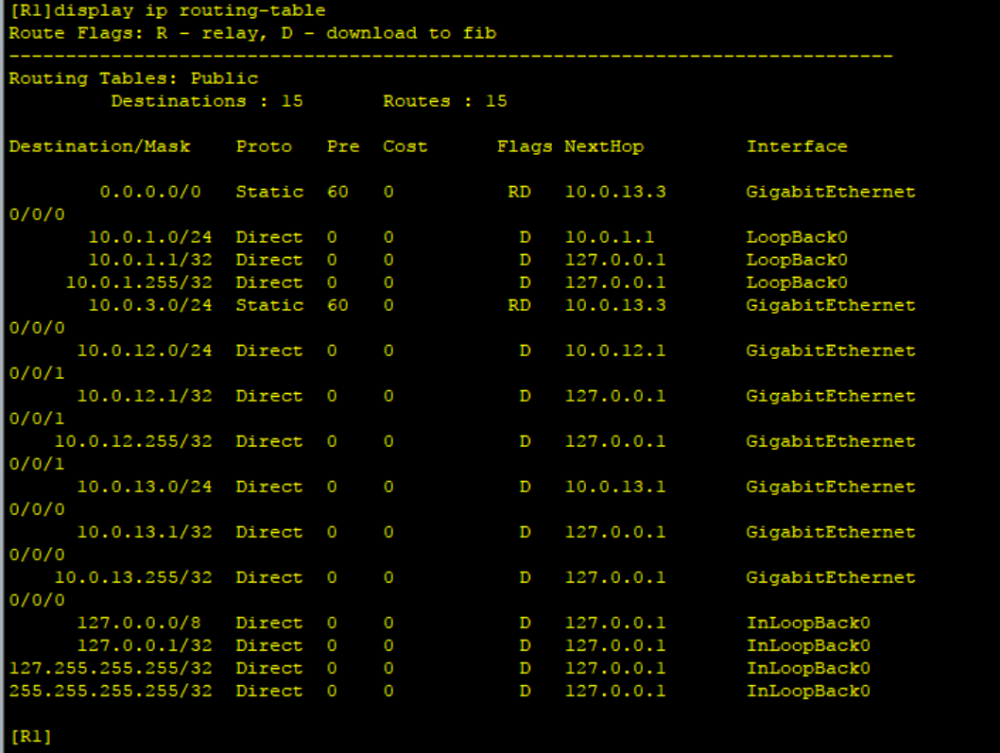 [R1]display ip routing-table
Route Flags: R - relay, D - download to fib
------------------------------------------------------------------------------
Routing Tables: Public
         Destinations : 15       Routes : 15

Destination/Mask    Proto   Pre  Cost      Flags NextHop         Interface

        0.0.0.0/0   Static  60   0          RD   10.0.13.3       GigabitEthernet
0/0/0
       10.0.1.0/24  Direct  0    0           D   10.0.1.1        LoopBack0
       10.0.1.1/32  Direct  0    0           D   127.0.0.1       LoopBack0
     10.0.1.255/32  Direct  0    0           D   127.0.0.1       LoopBack0
       10.0.3.0/24  Static  60   0          RD   10.0.13.3       GigabitEthernet
0/0/0
      10.0.12.0/24  Direct  0    0           D   10.0.12.1       GigabitEthernet
0/0/1
      10.0.12.1/32  Direct  0    0           D   127.0.0.1       GigabitEthernet
0/0/1
    10.0.12.255/32  Direct  0    0           D   127.0.0.1       GigabitEthernet
0/0/1
      10.0.13.0/24  Direct  0    0           D   10.0.13.1       GigabitEthernet
0/0/0
      10.0.13.1/32  Direct  0    0           D   127.0.0.1       GigabitEthernet
0/0/0
    10.0.13.255/32  Direct  0    0           D   127.0.0.1       GigabitEthernet
0/0/0
      127.0.0.0/8   Direct  0    0           D   127.0.0.1       InLoopBack0
      127.0.0.1/32  Direct  0    0           D   127.0.0.1       InLoopBack0
127.255.255.255/32  Direct  0    0           D   127.0.0.1       InLoopBack0
255.255.255.255/32  Direct  0    0           D   127.0.0.1       InLoopBack0

[R1]